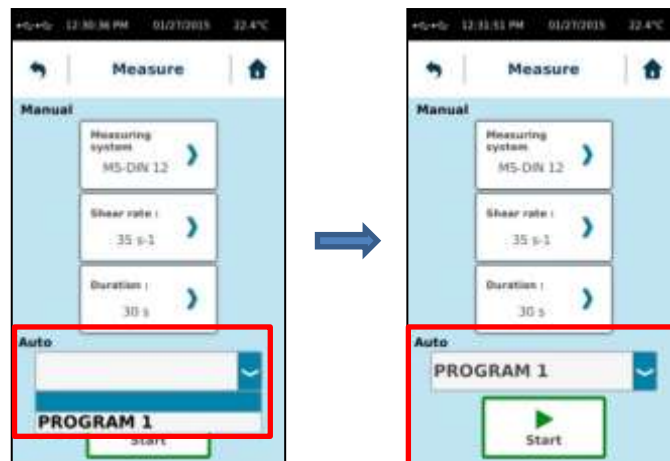 12:30:36 PM 01/27/2015 22.4°C
Measure
Manual
Measuring
system
MS-DIN 12
Shear rate :
35 s-1
Duration :
30 s
Auto
PROGRAM 1
Start
12:31:51 PM 01/27/2015 22.4°C
Measure
Manual
Measuring
system
MS-DIN 12
Shear rate :
35 s-1
Duration :
30 s
Auto
PROGRAM 1
Start